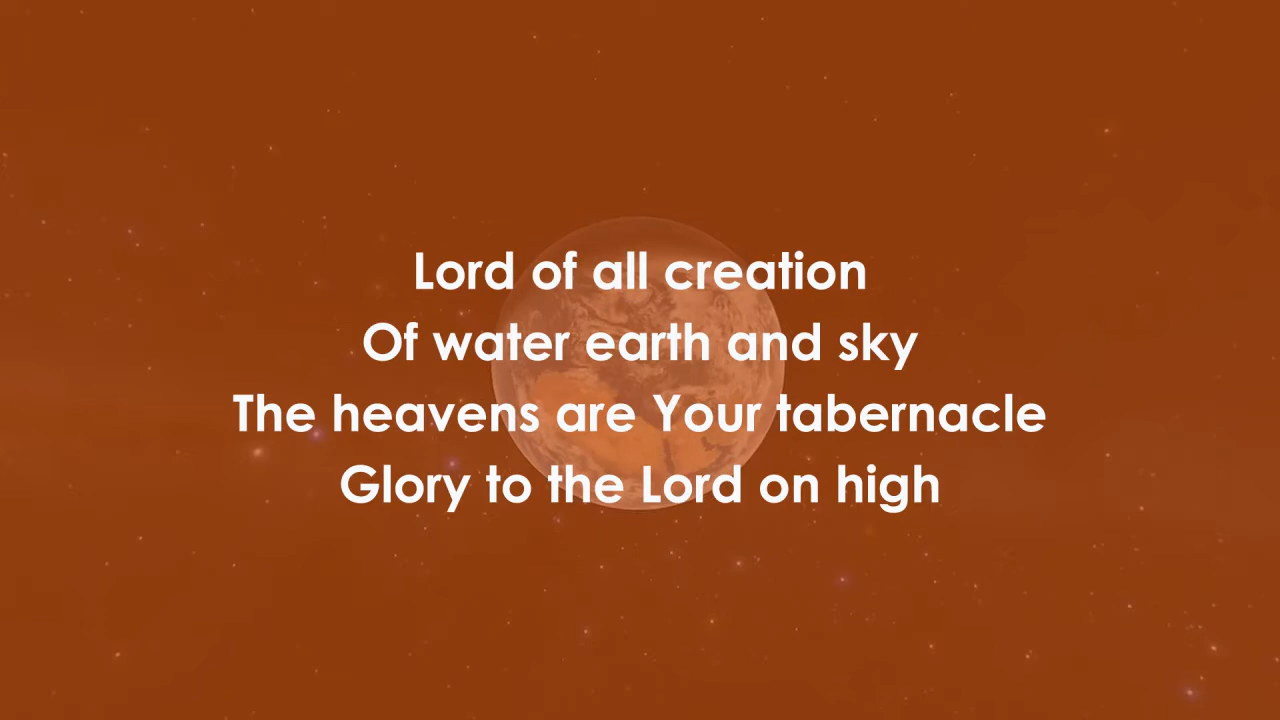 Lord of all creation
Of water earth and sky
The heavens are Your tabernacle
Glory to the Lord on high